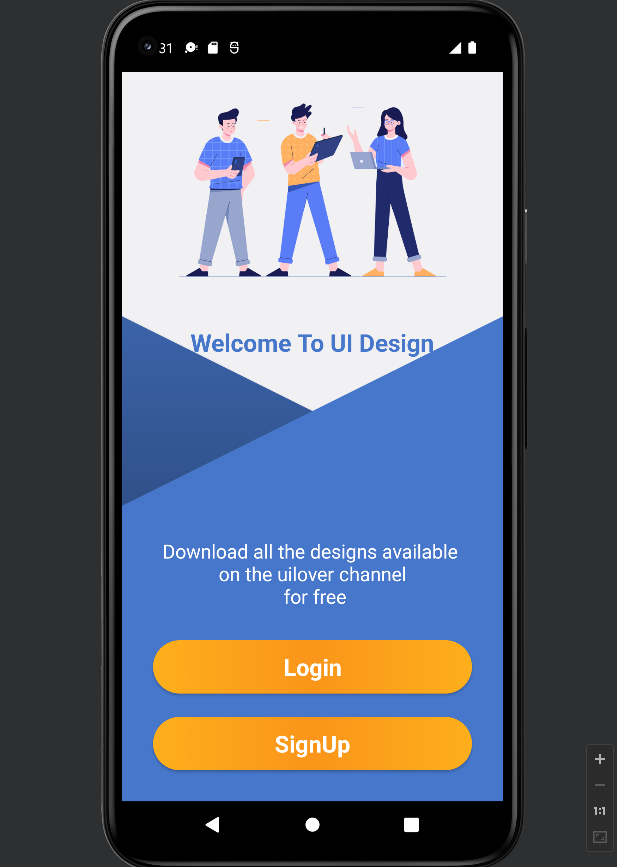 31
Welcome To UI Design
Download all the designs available
on the uilover channel
for free
Login
SignUp
1:1